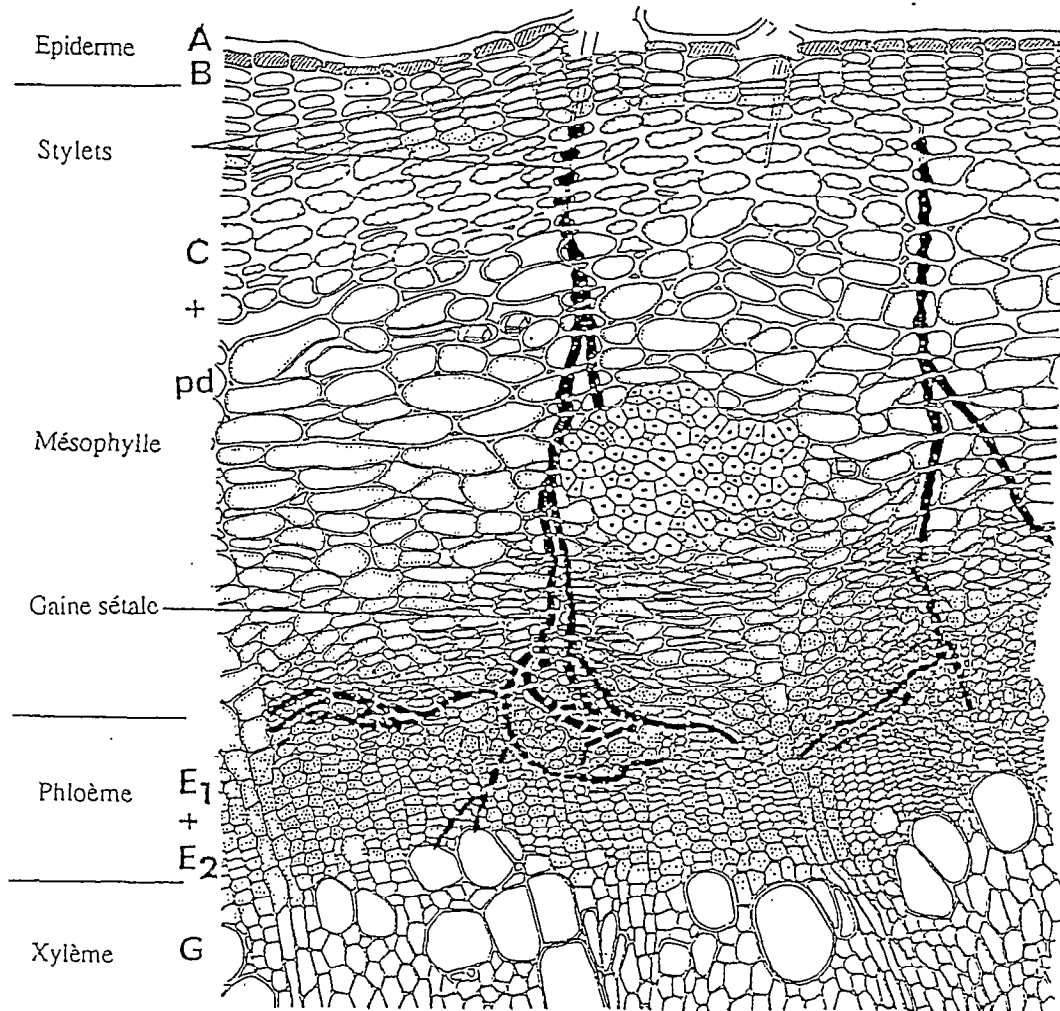 Epiderme A
B
Stylets
C
+
pd
Mésophylle
Gaine sétale
Phloème E1
+
E2
Xylème G